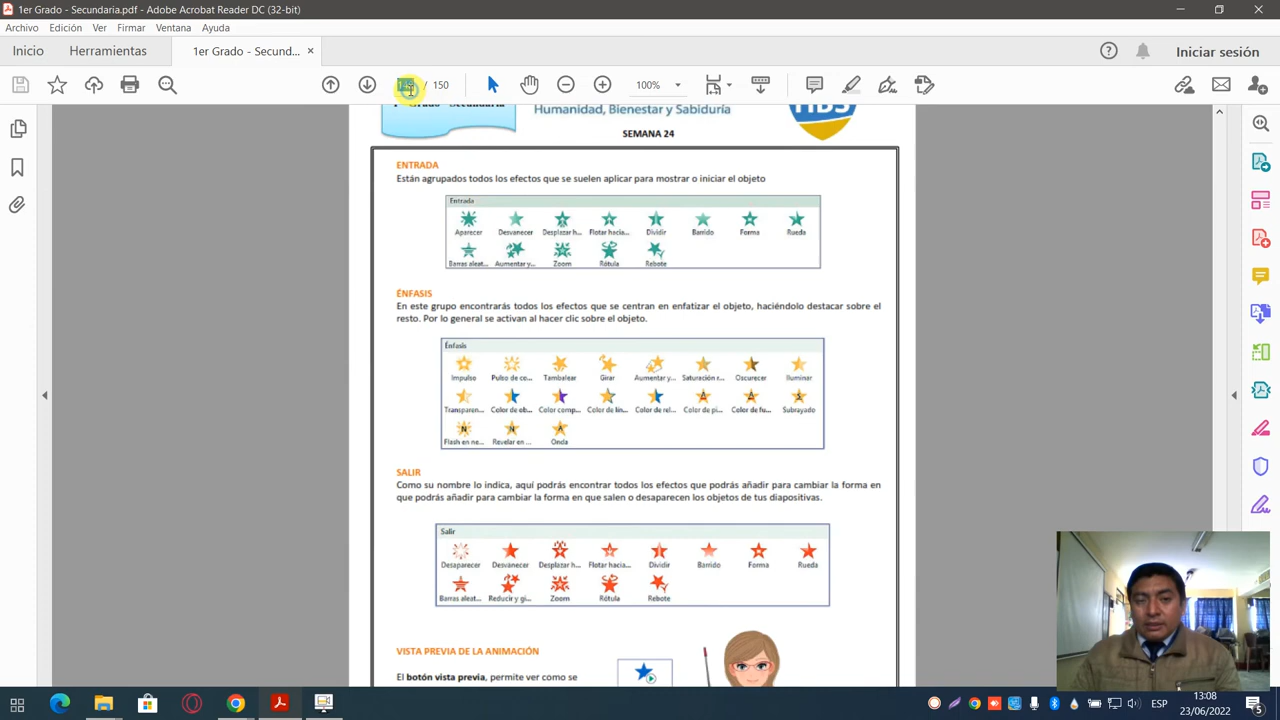 1er Grado - Secundaria.pdf - Adobe Acrobat Reader DC (32-bit)
Archivo Edición Ver Firmar Ventana Ayuda
Inicio Herramientas 1er Grado - Secund... Iniciar sesión
/ 150 100%
Humanidad, Bienestar y Sabiduría
SEMANA 24
ENTRADA
Están agrupados todos los efectos que se suelen aplicar para mostrar o iniciar el objeto
Entrada
Aparecer Desvanecer Desplazar h... Flotar hacia... Dividir Barrido Forma Rueda
Barras aleat... Aumentar y... Zoom Rótula Rebote
ÉNFASIS
En este grupo encontrarás todos los efectos que se centran en enfatizar el objeto, haciéndolo destacar sobre el
resto. Por lo general se activan al hacer clic sobre el objeto.
Énfasis
Impulso Pulso de co... Tambalear Girar Aumentar y... Saturación r... Oscurecer Iluminar
Transparen... Color de ob... Color comp... Color de lín... Color de rel... Color de pi... Color de fu... Subrayado
Flash en ne... Revelar en ... Onda
SALIR
Como su nombre lo indica, aquí podrás encontrar todos los efectos que podrás añadir para cambiar la forma en
que podrás añadir para cambiar la forma en que salen o desaparecen los objetos de tus diapositivas.
Salir
Desaparecer Desvanecer Desplazar h... Flotar hacia... Dividir Barrido Forma Rueda
Barras aleat... Reducir y gi... Zoom Rótula Rebote
VISTA PREVIA DE LA ANIMACIÓN
El botón vista previa, permite ver como se
ESP
13:08
23/06/2022
5